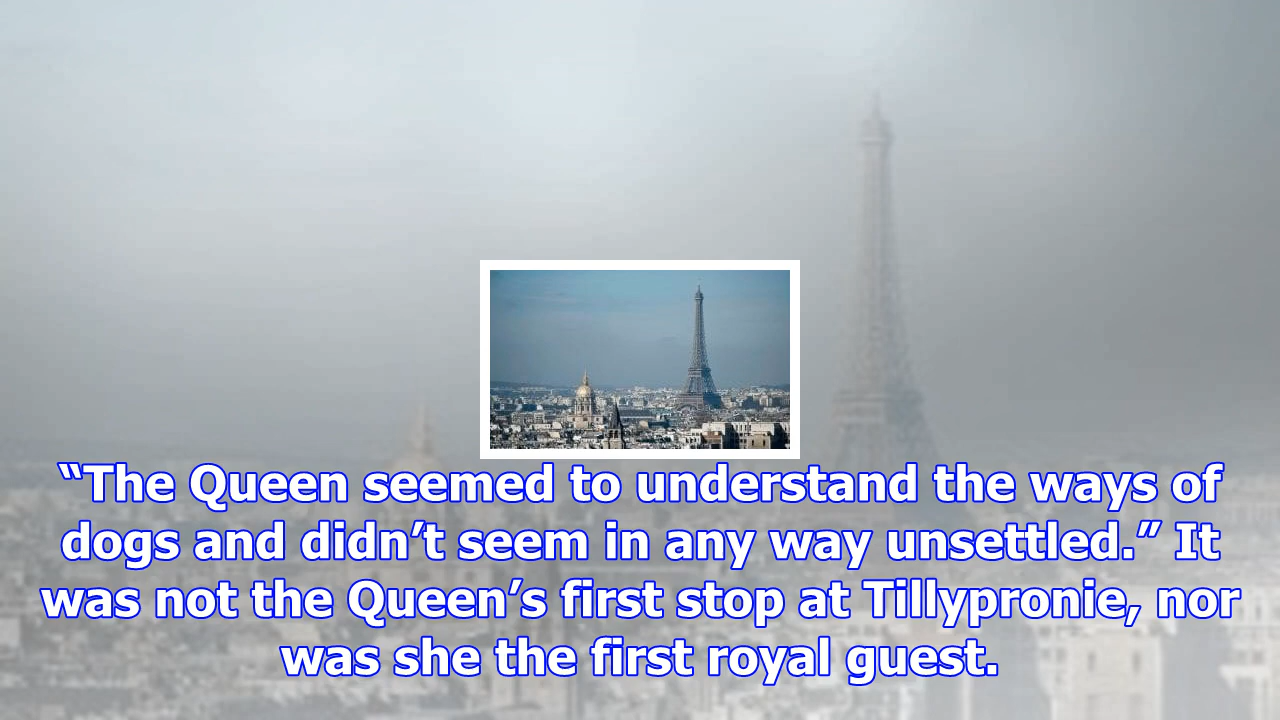 “The Queen seemed to understand the ways of
dogs and didn’t seem in any way unsettled.” It
was not the Queen’s first stop at Tillypronie, nor
was she the first royal guest.